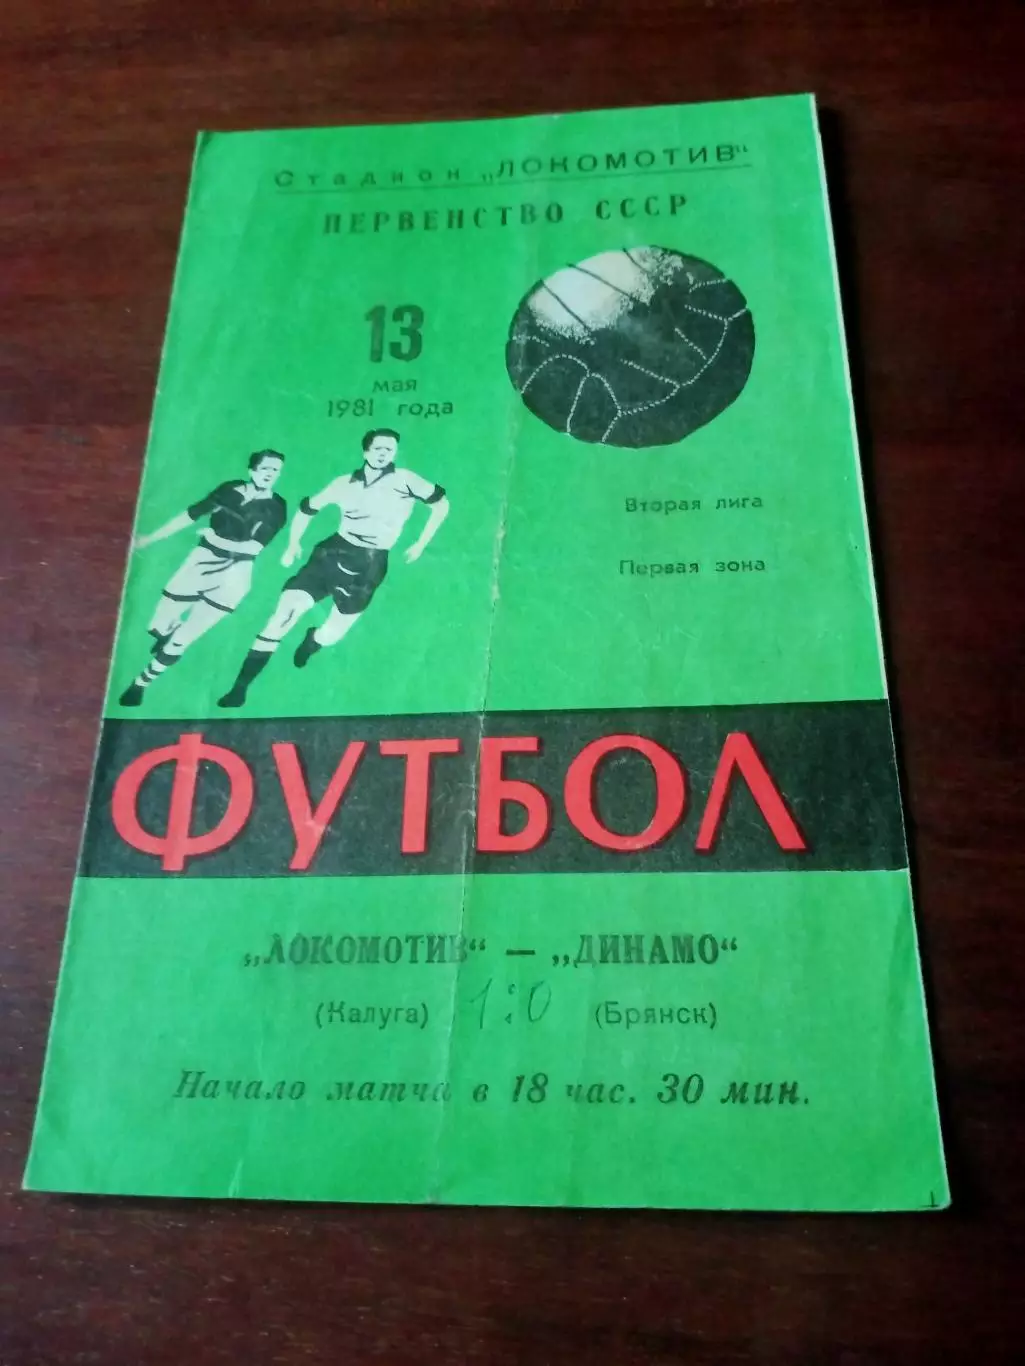 Стадион „ЛОКОМОТИВ“
ПЕРВЕНСТВО СССР
13
мая
1981 года
Вторая лига
Первая зона
ФУТБОЛ
„ЛОКОМОТИВ“ — „ДИНАМО“
(Калуга) 1:0 (Брянск)
Начало матча в 18 час. 30 мин.